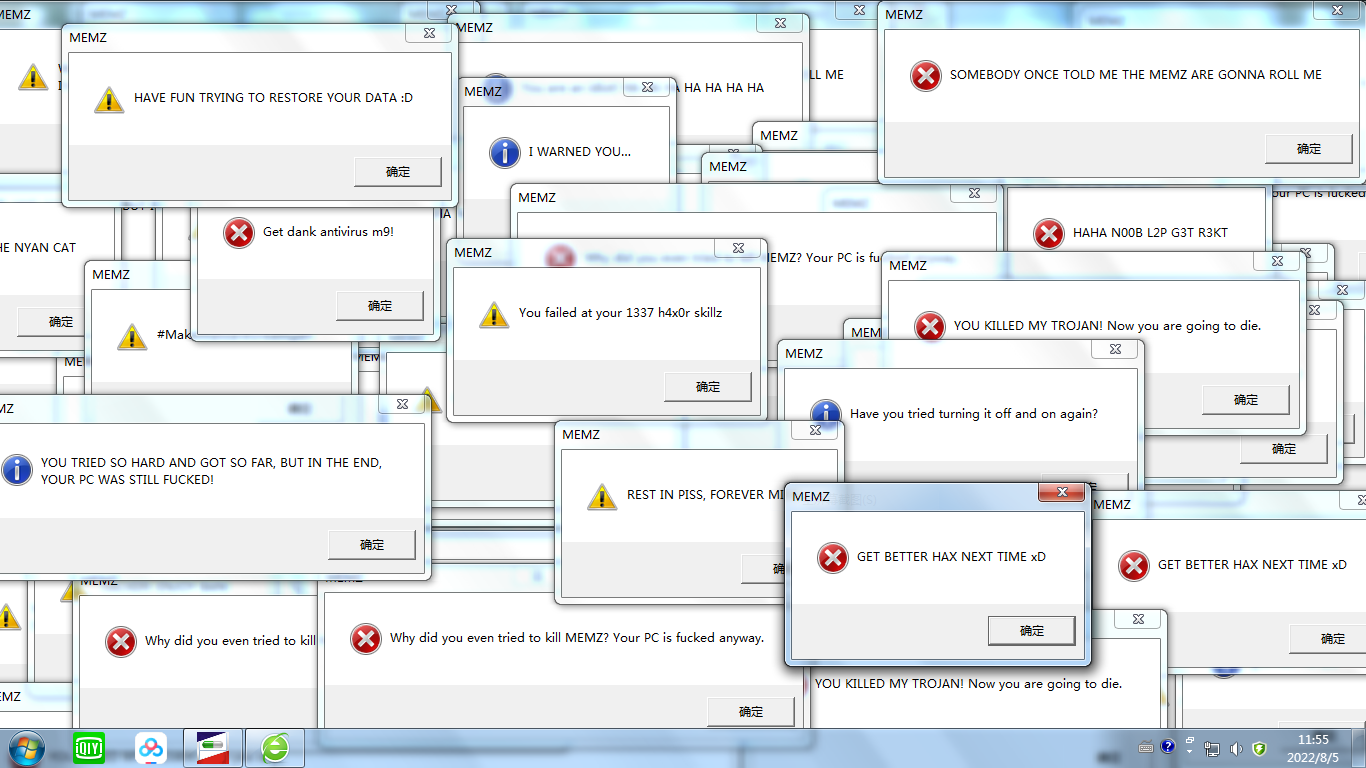 MEMZ
MEMZ
HAVE FUN TRYING TO RESTORE YOUR DATA :D
确定
MEMZ
HA HA HA HA
LL ME
MEMZ
SOMEBODY ONCE TOLD ME THE MEMZ ARE GONNA ROLL ME
确定
MEMZ
I WARNED YOU...
MEMZ
MEMZ
MEMZ
Get dank antivirus m9!
确定
HE NYAN CAT
确定
MEMZ
#Mak
MEMZ
You failed at your 1337 h4x0r skillz
确定
MEMZ? Your PC is fu
HAHA N00B L2P G3T R3KT
our PC is fucked
MEMZ
YOU KILLED MY TROJAN! Now you are going to die.
确定
MEM
MEMZ
Have you tried turning it off and on again?
确定
MZ
YOU TRIED SO HARD AND GOT SO FAR, BUT IN THE END,
YOUR PC WAS STILL FUCKED!
确定
MEMZ
REST IN PISS, FOREVER MI
确
MEMZ
GET BETTER HAX NEXT TIME xD
确定
MEMZ
GET BETTER HAX NEXT TIME xD
确定
MEMZ
Why did you even tried to kill
Why did you even tried to kill MEMZ? Your PC is fucked anyway.
确定
YOU KILLED MY TROJAN! Now you are going to die.
MEMZ
QIY
11:55
2022/8/5